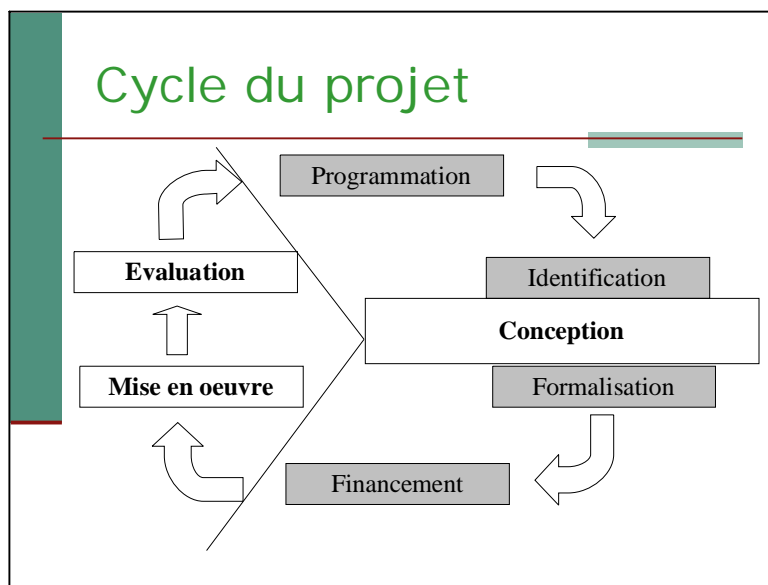 Cycle du projet
Programmation
Identification
Conception
Formalisation
Financement
Mise en oeuvre
Evaluation